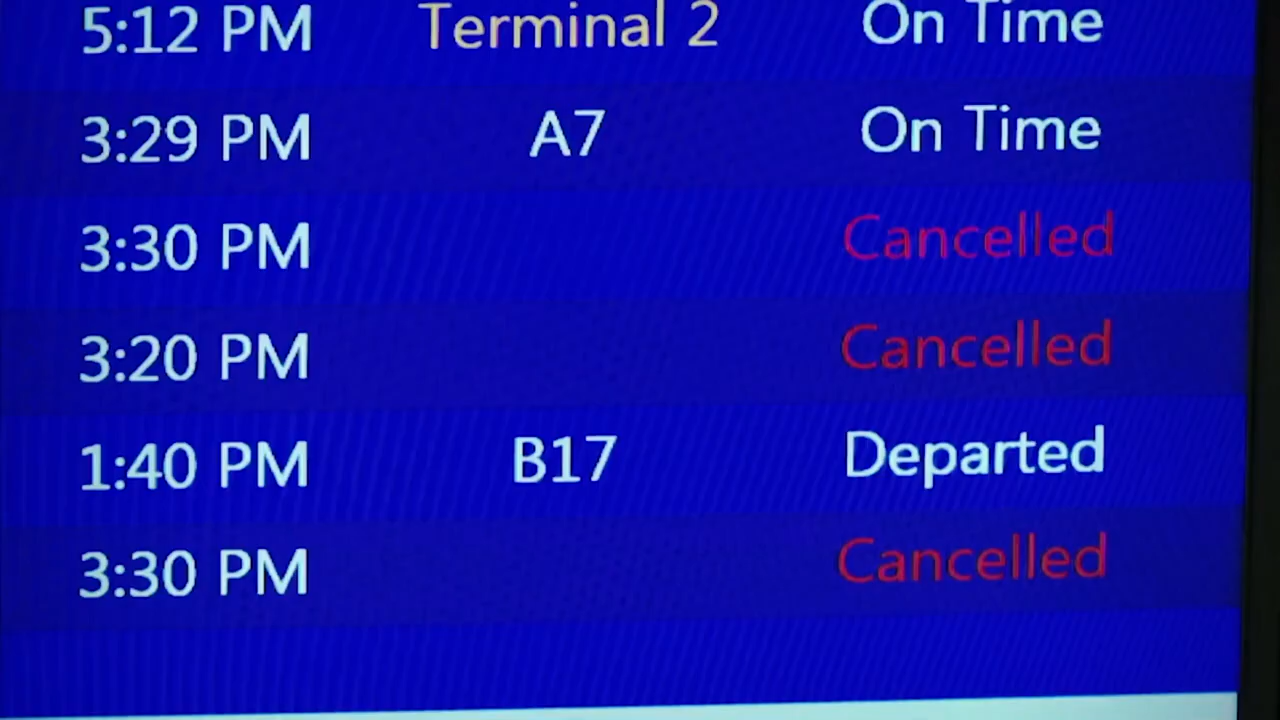 5:12 PM Terminal 2 On Time
3:29 PM A7 On Time
3:30 PM Cancelled
3:20 PM Cancelled
1:40 PM B17 Departed
3:30 PM Cancelled